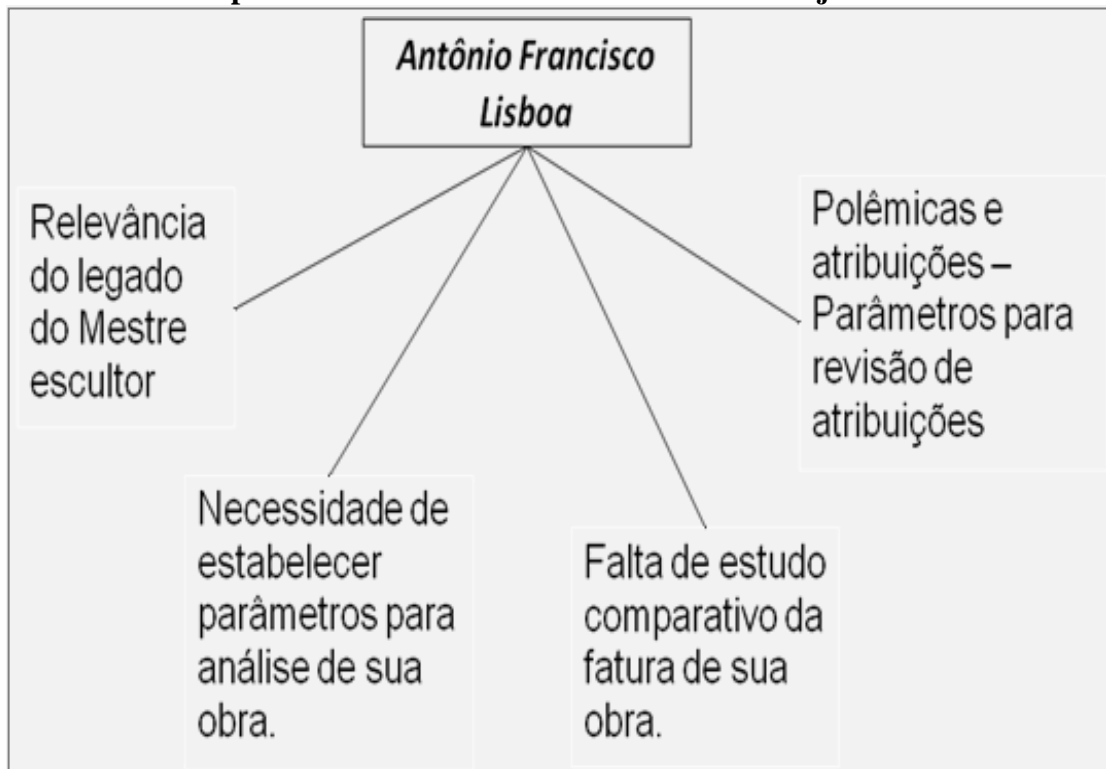 Antônio Francisco
Lisboa
Relevância
do legado
do Mestre
escultor
Polêmicas e
atribuições –
Parâmetros para
revisão de
atribuições
Necessidade de
estabelecer
parâmetros para
análise de sua
obra.
Falta de estudo
comparativo da
fatura de sua
obra.